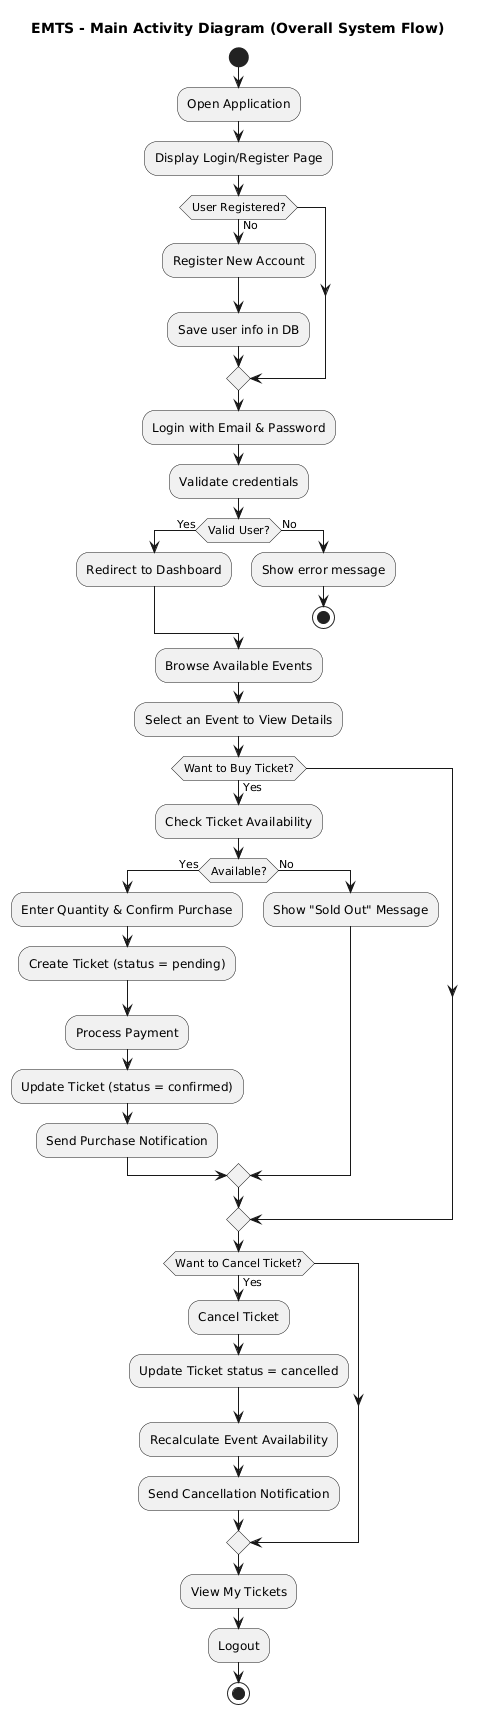 EMTS - Main Activity Diagram (Overall System Flow)
Open Application
Display Login/Register Page
User Registered?
No
Register New Account
Save user info in DB
Login with Email & Password
Validate credentials
Yes
Valid User?
No
Redirect to Dashboard
Show error message
Browse Available Events
Select an Event to View Details
Want to Buy Ticket?
Yes
Check Ticket Availability
Yes
Available?
No
Enter Quantity & Confirm Purchase
Show "Sold Out" Message
Create Ticket (status = pending)
Process Payment
Update Ticket (status = confirmed)
Send Purchase Notification
Want to Cancel Ticket?
Yes
Cancel Ticket
Update Ticket status = cancelled
Recalculate Event Availability
Send Cancellation Notification
View My Tickets
Logout